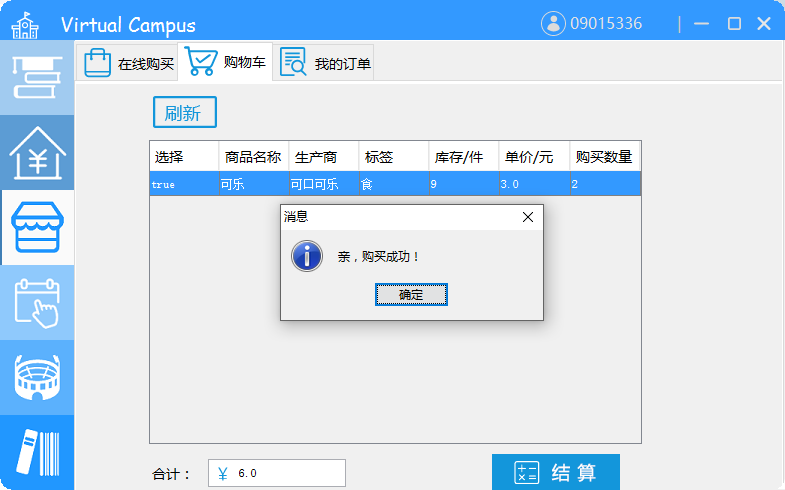 Virtual Campus 09015336
在线购买 购物车 我的订单
刷新
选择 商品名称 生产商 标签 库存/件 单价/元 购买数量
true 可乐 可口可乐 食 9 3.0 2
消息
亲，购买成功！
确定
合计： ¥ 6.0 结 算